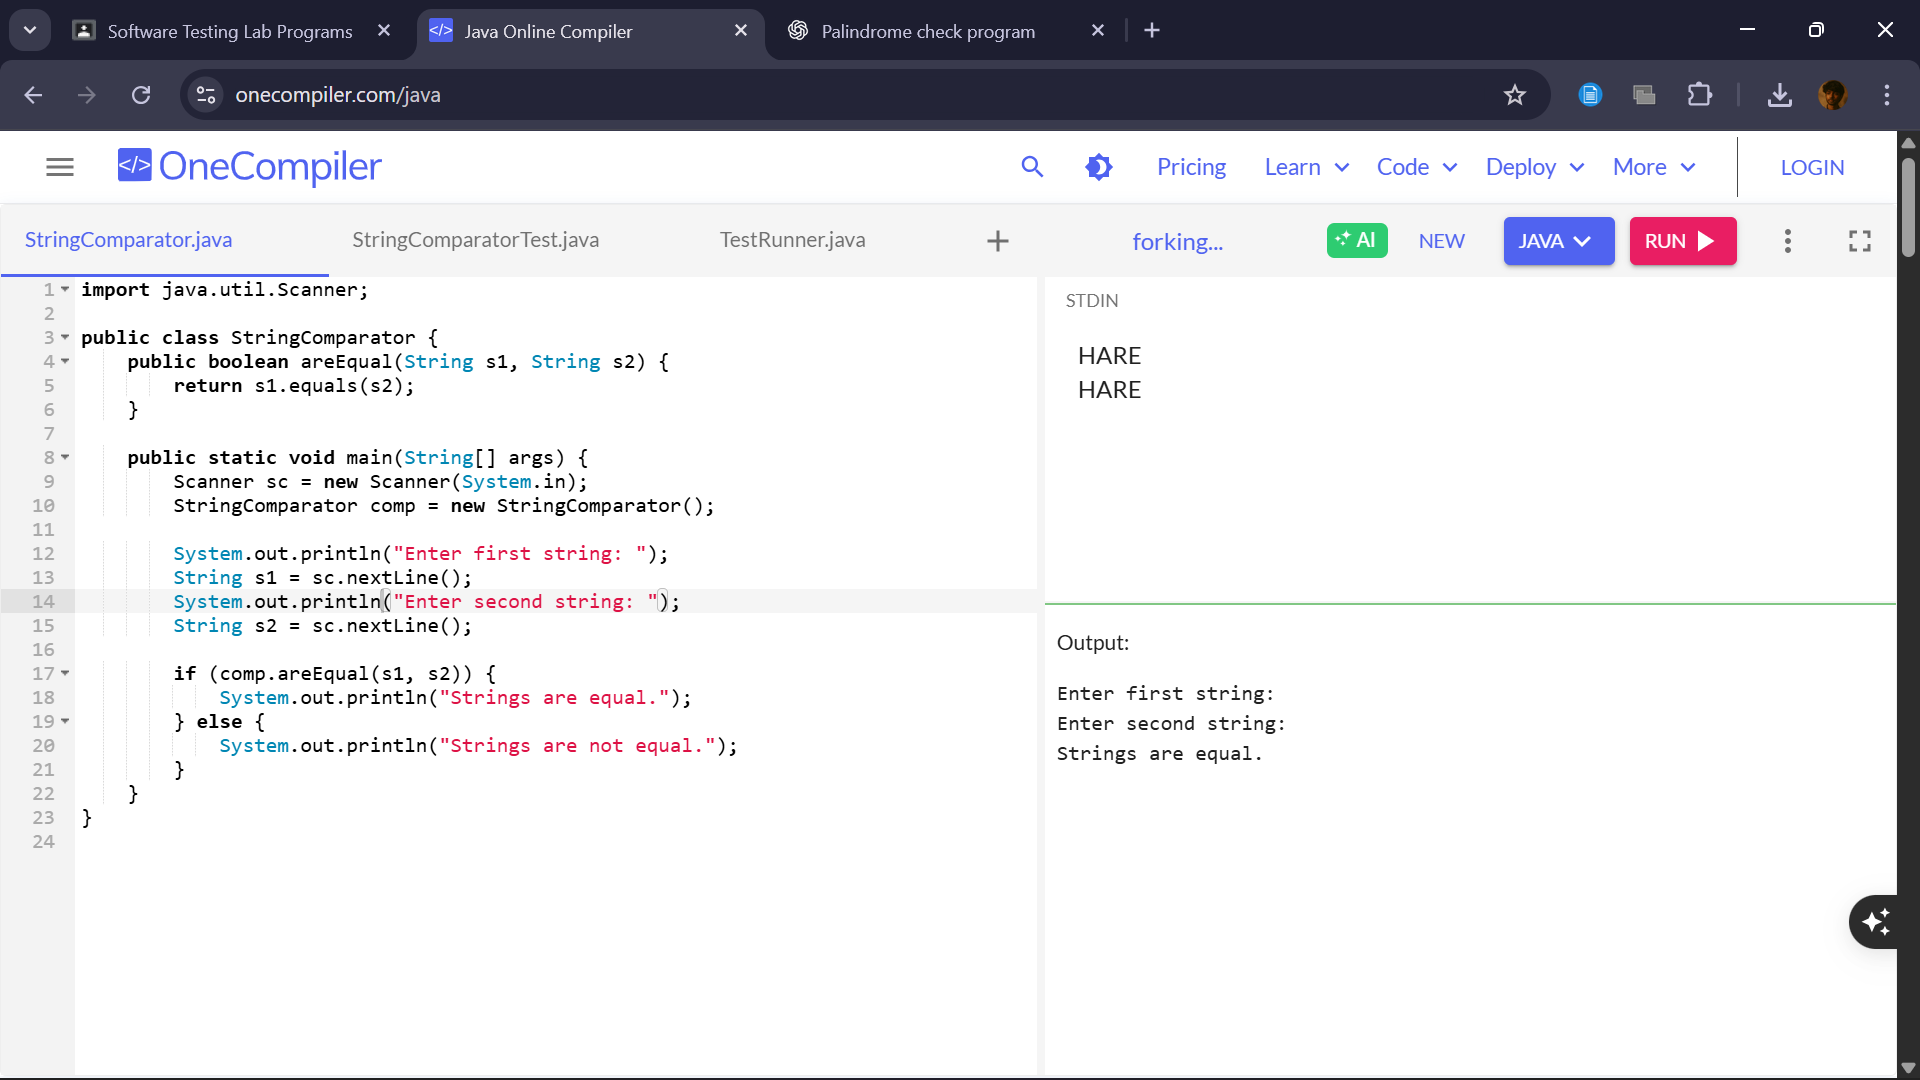 Software Testing Lab Programs
Java Online Compiler
Palindrome check program
onecompiler.com/java
</> OneCompiler
Pricing
Learn
Code
Deploy
More
LOGIN
StringComparator.java
StringComparatorTest.java
TestRunner.java
forking...
AI
NEW
JAVA
RUN
1 import java.util.Scanner;
2
3 public class StringComparator {
4 public boolean areEqual(String s1, String s2) {
5 return s1.equals(s2);
6 }
7
8 public static void main(String[] args) {
9 Scanner sc = new Scanner(System.in);
10 StringComparator comp = new StringComparator();
11
12 System.out.println("Enter first string: ");
13 String s1 = sc.nextLine();
14 System.out.println("Enter second string: ");
15 String s2 = sc.nextLine();
16
17 if (comp.areEqual(s1, s2)) {
18 System.out.println("Strings are equal.");
19 } else {
20 System.out.println("Strings are not equal.");
21 }
22 }
23 }
24
STDIN
HARE
HARE
Output:
Enter first string:
Enter second string:
Strings are equal.